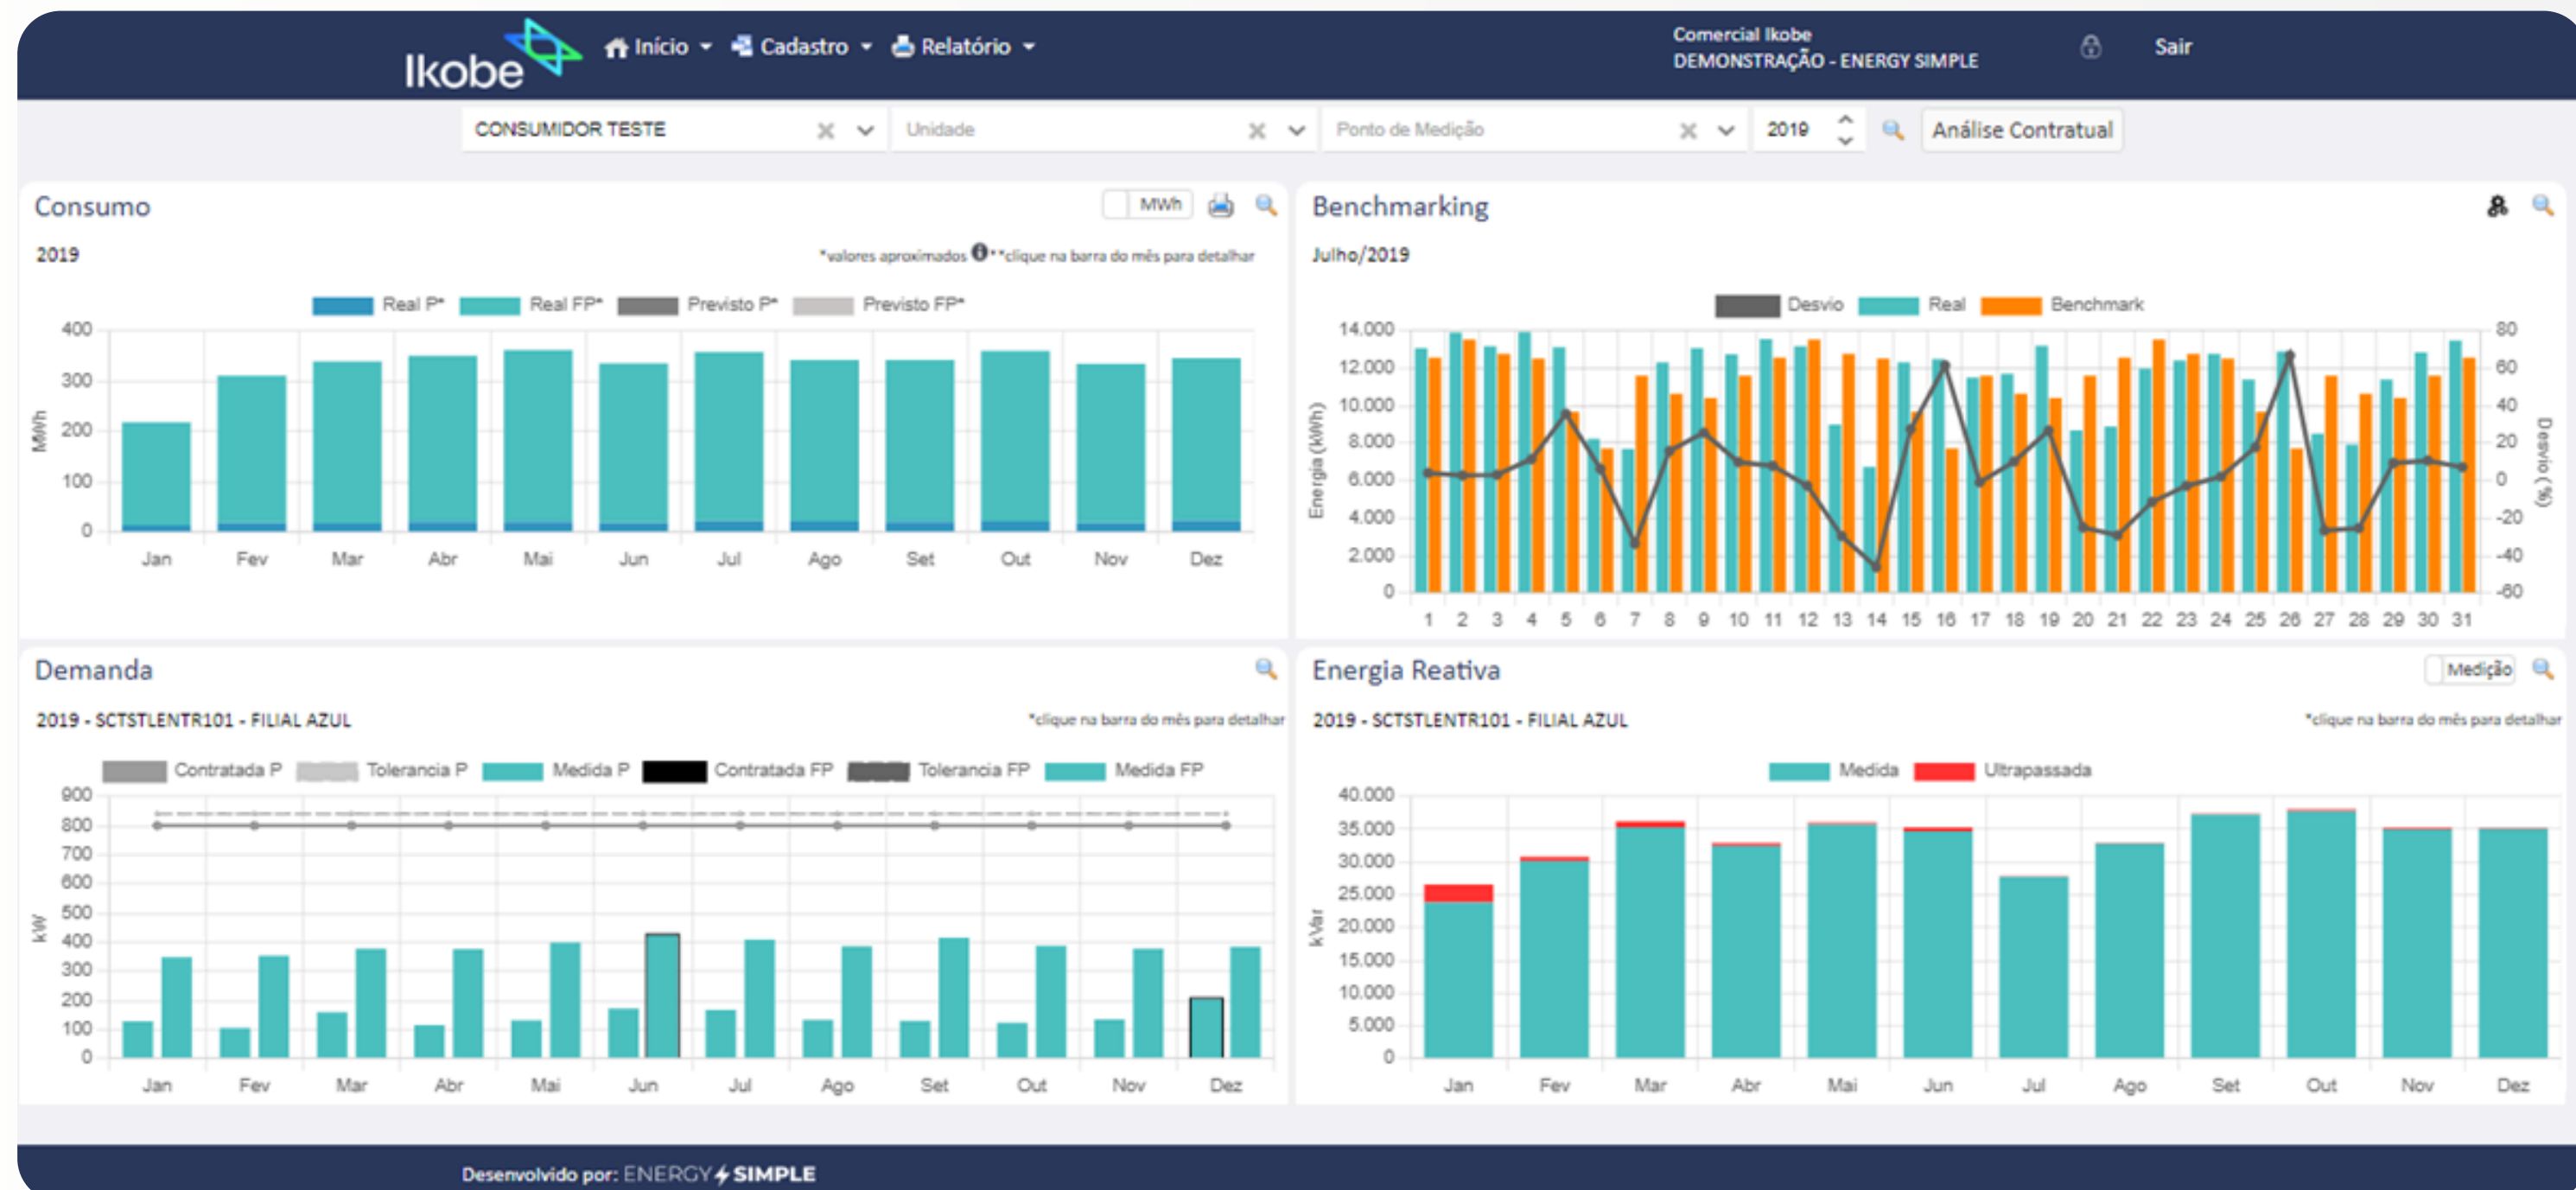 Ikobe
Início
Cadastro
Relatório
Comercial Ikobe
DEMONSTRAÇÃO - ENERGY SIMPLE
Sair
CONSUMIDOR TESTE
Unidade
Ponto de Medição
2019
Análise Contratual
Consumo
MWh
2019
*valores aproximados **clique na barra do mês para detalhar
Real P* Real FP* Previsto P* Previsto FP*
MWh
400
300
200
100
0
Jan Fev Mar Abr Mai Jun Jul Ago Set Out Nov Dez
Benchmarking
Julho/2019
Desvio Real Benchmark
Energia (kWh)
14.000
12.000
10.000
8.000
6.000
4.000
2.000
0
80
60
40
20
0
-20
-40
-60
Desvio (%)
1 2 3 4 5 6 7 8 9 10 11 12 13 14 15 16 17 18 19 20 21 22 23 24 25 26 27 28 29 30 31
Demanda
2019 - SCTSTLENTR101 - FILIAL AZUL
*clique na barra do mês para detalhar
Contratada P Tolerancia P Medida P Contratada FP Tolerancia FP Medida FP
kW
900
800
700
600
500
400
300
200
100
0
Jan Fev Mar Abr Mai Jun Jul Ago Set Out Nov Dez
Energia Reativa
Medição
2019 - SCTSTLENTR101 - FILIAL AZUL
*clique na barra do mês para detalhar
Medida Ultrapassada
kVar
40.000
35.000
30.000
25.000
20.000
15.000
10.000
5.000
0
Jan Fev Mar Abr Mai Jun Jul Ago Set Out Nov Dez
Desenvolvido por: ENERGY SIMPLE